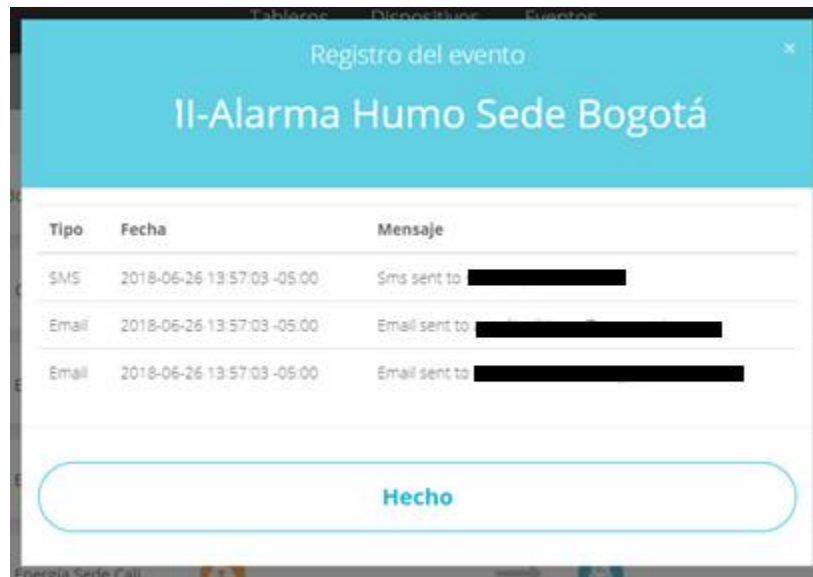 Tableros Dispositivos Eventos
Registro del evento ×
II-Alarma Humo Sede Bogotá
Tipo Fecha Mensaje
SMS 2018-06-26 13:57:03 -05:00 Sms sent to
Email 2018-06-26 13:57:03 -05:00 Email sent to
Email 2018-06-26 13:57:03 -05:00 Email sent to
Hecho
Energía Sede Cali